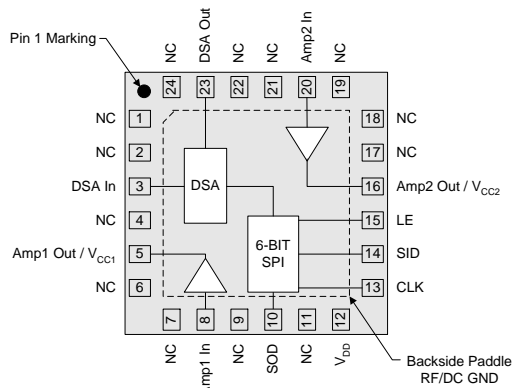 Pin 1 Marking
NC
DSA Out
NC
NC
Amp2 In
NC
24
23
22
21
20
19
NC 1
NC 2
DSA In 3
NC 4
Amp1 Out / VCC1 5
NC 6
18 NC
17 NC
16 Amp2 Out / VCC2
15 LE
14 SID
13 CLK
DSA
6-BIT
SPI
7
8
9
10
11
12
NC
mp1 In
NC
SOD
NC
VDD
Backside Paddle
RF/DC GND